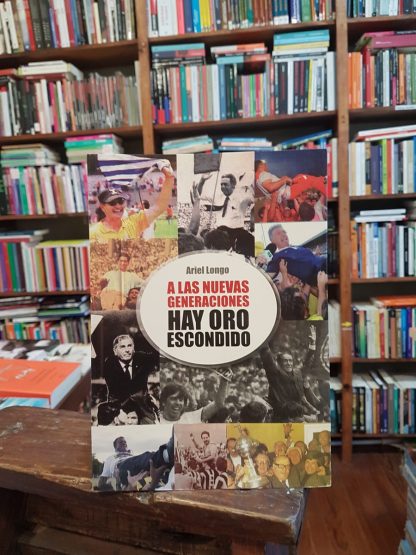 Ariel Longo
A LAS NUEVAS
GENERACIONES
HAY ORO
ESCONDIDO